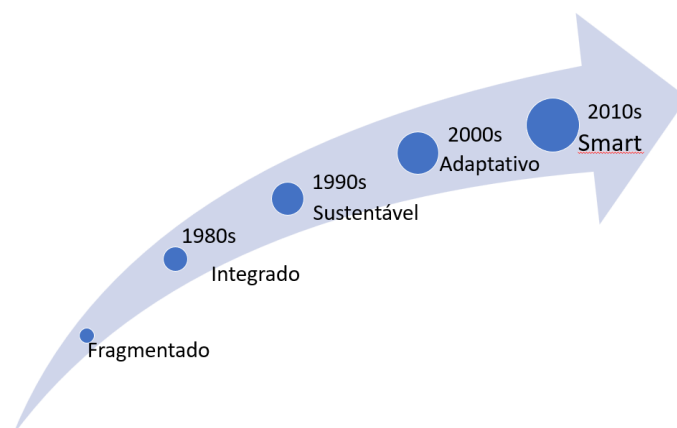 Fragmentado
1980s
Integrado
1990s
Sustentável
2000s
Adaptativo
2010s
Smart